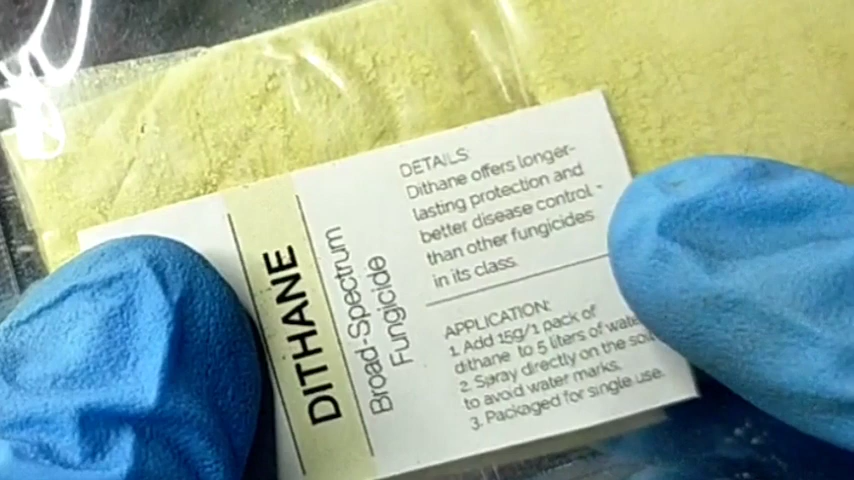 DITHANE
Broad-Spectrum
Fungicide
DETAILS:
Dithane offers longer-
lasting protection and
better disease control -
than other fungicides
in its class.
APPLICATION:
1. Add 15g/1 pack of
dithane to 5 liters of water
2. Spray directly on the soil
to avoid water marks.
3. Packaged for single use.